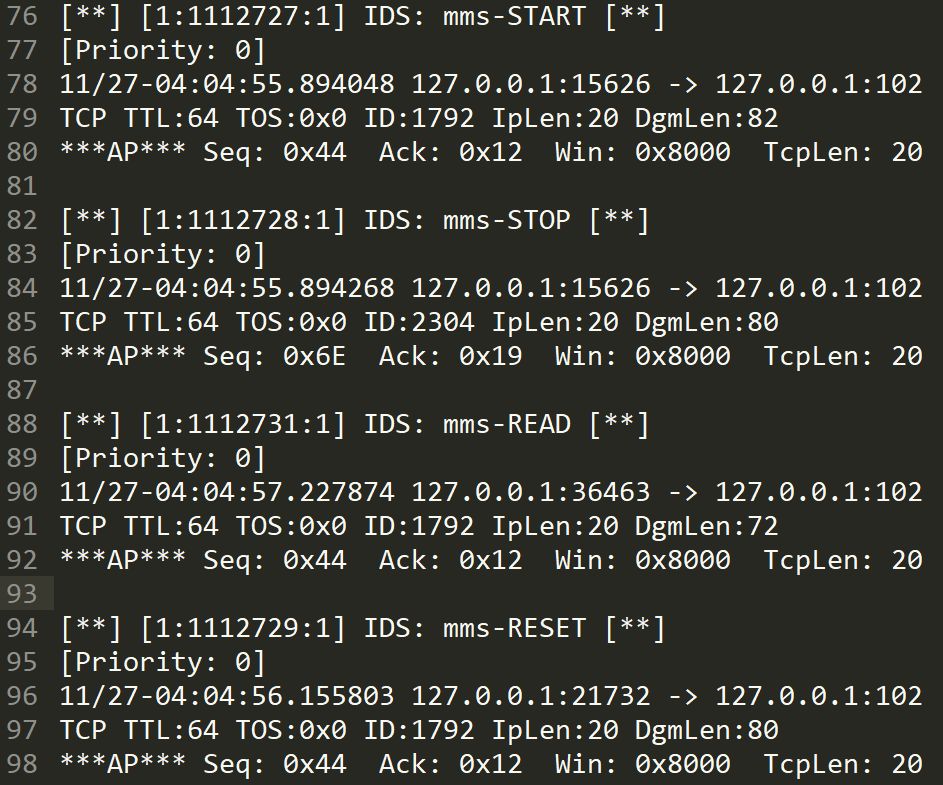 76 [**] [1:1112727:1] IDS: mms-START [**]
77 [Priority: 0]
78 11/27-04:04:55.894048 127.0.0.1:15626 -> 127.0.0.1:102
79 TCP TTL:64 TOS:0x0 ID:1792 IpLen:20 DgmLen:82
80 ***AP*** Seq: 0x44  Ack: 0x12  Win: 0x8000  TcpLen: 20
81
82 [**] [1:1112728:1] IDS: mms-STOP [**]
83 [Priority: 0]
84 11/27-04:04:55.894268 127.0.0.1:15626 -> 127.0.0.1:102
85 TCP TTL:64 TOS:0x0 ID:2304 IpLen:20 DgmLen:80
86 ***AP*** Seq: 0x6E  Ack: 0x19  Win: 0x8000  TcpLen: 20
87
88 [**] [1:1112731:1] IDS: mms-READ [**]
89 [Priority: 0]
90 11/27-04:04:57.227874 127.0.0.1:36463 -> 127.0.0.1:102
91 TCP TTL:64 TOS:0x0 ID:1792 IpLen:20 DgmLen:72
92 ***AP*** Seq: 0x44  Ack: 0x12  Win: 0x8000  TcpLen: 20
93
94 [**] [1:1112729:1] IDS: mms-RESET [**]
95 [Priority: 0]
96 11/27-04:04:56.155803 127.0.0.1:21732 -> 127.0.0.1:102
97 TCP TTL:64 TOS:0x0 ID:1792 IpLen:20 DgmLen:80
98 ***AP*** Seq: 0x44  Ack: 0x12  Win: 0x8000  TcpLen: 20